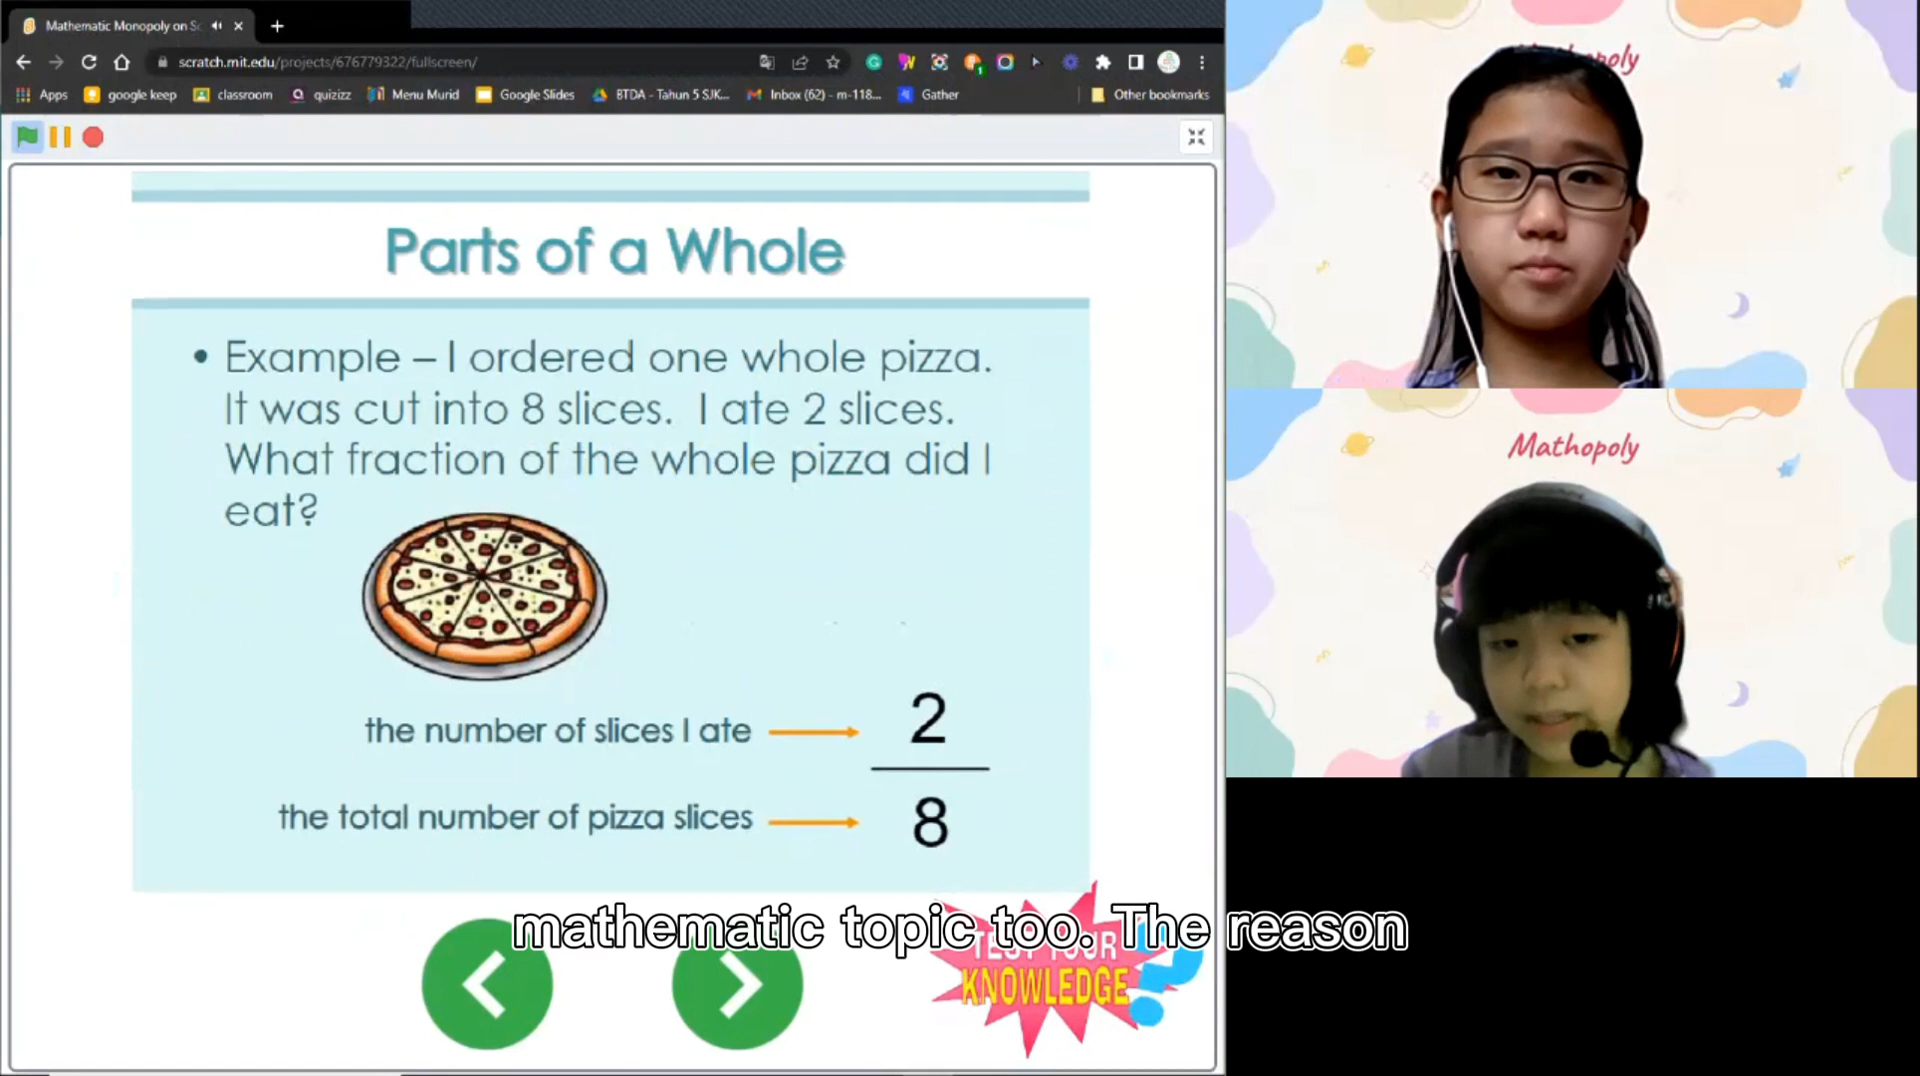 Mathematic Monopoly on Sc
scratch.mit.edu/projects/676779322/fullscreen/
Apps google keep classroom quizizz Menu Murid Google Slides BTDA - Tahun 5 SJK... Inbox (62) - m-118... Gather Other bookmarks
Parts of a Whole
• Example – I ordered one whole pizza.
It was cut into 8 slices. I ate 2 slices.
What fraction of the whole pizza did I
eat?
the number of slices I ate 2
the total number of pizza slices 8
TEST YOUR
KNOWLEDGE
mathematic topic too. The reason
Mathopoly